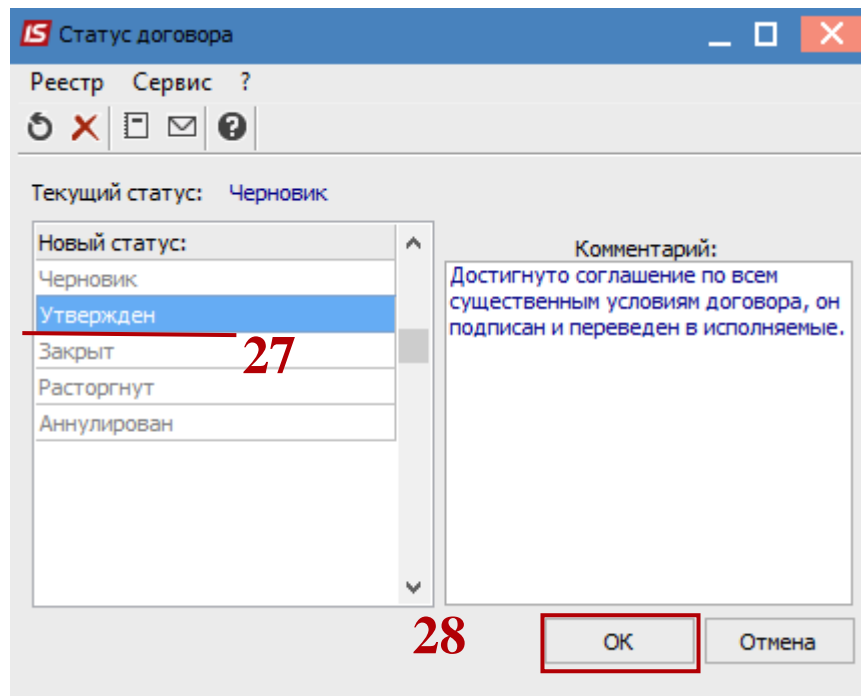 IS Статус договора
Реестр Сервис ?
Текущий статус: Черновик
Новый статус:
Черновик
Утвержден
27
Закрыт
Расторгнут
Аннулирован
Комментарий:
Достигнуто соглашение по всем
существенным условиям договора, он
подписан и переведен в исполняемые.
28
ОК
Отмена